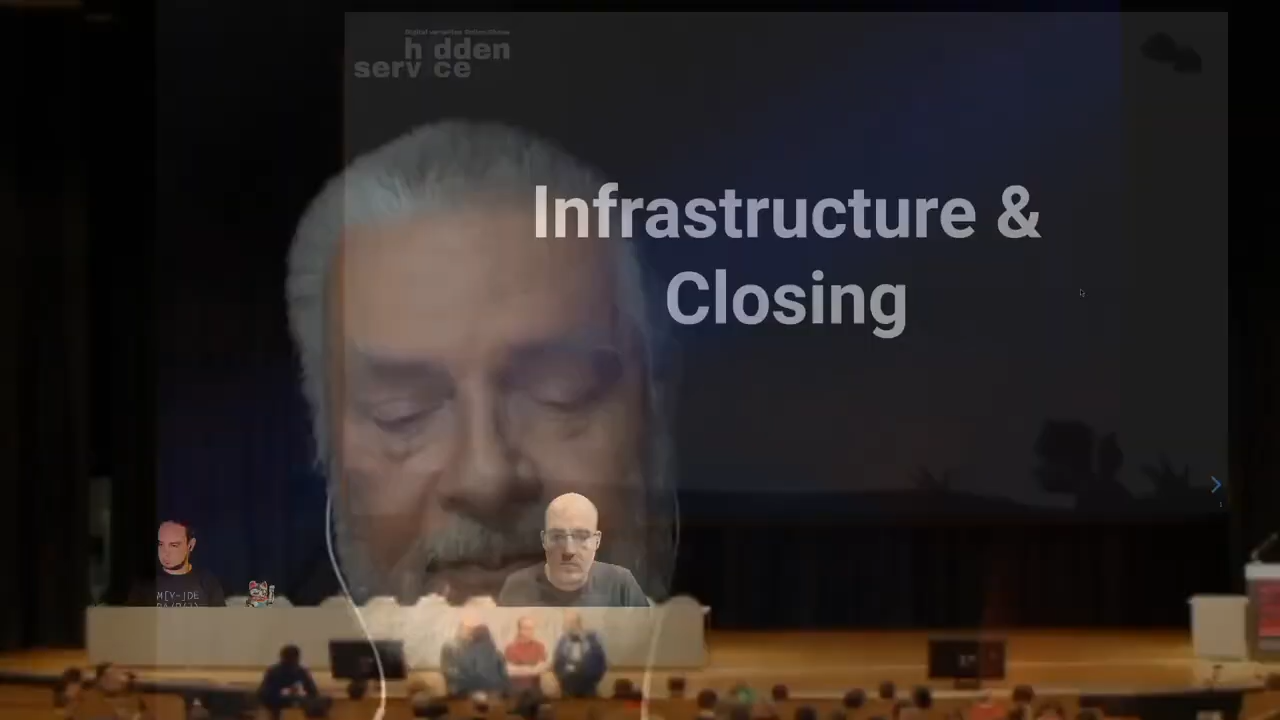 h dden
serv ce
Infrastructure &
Closing